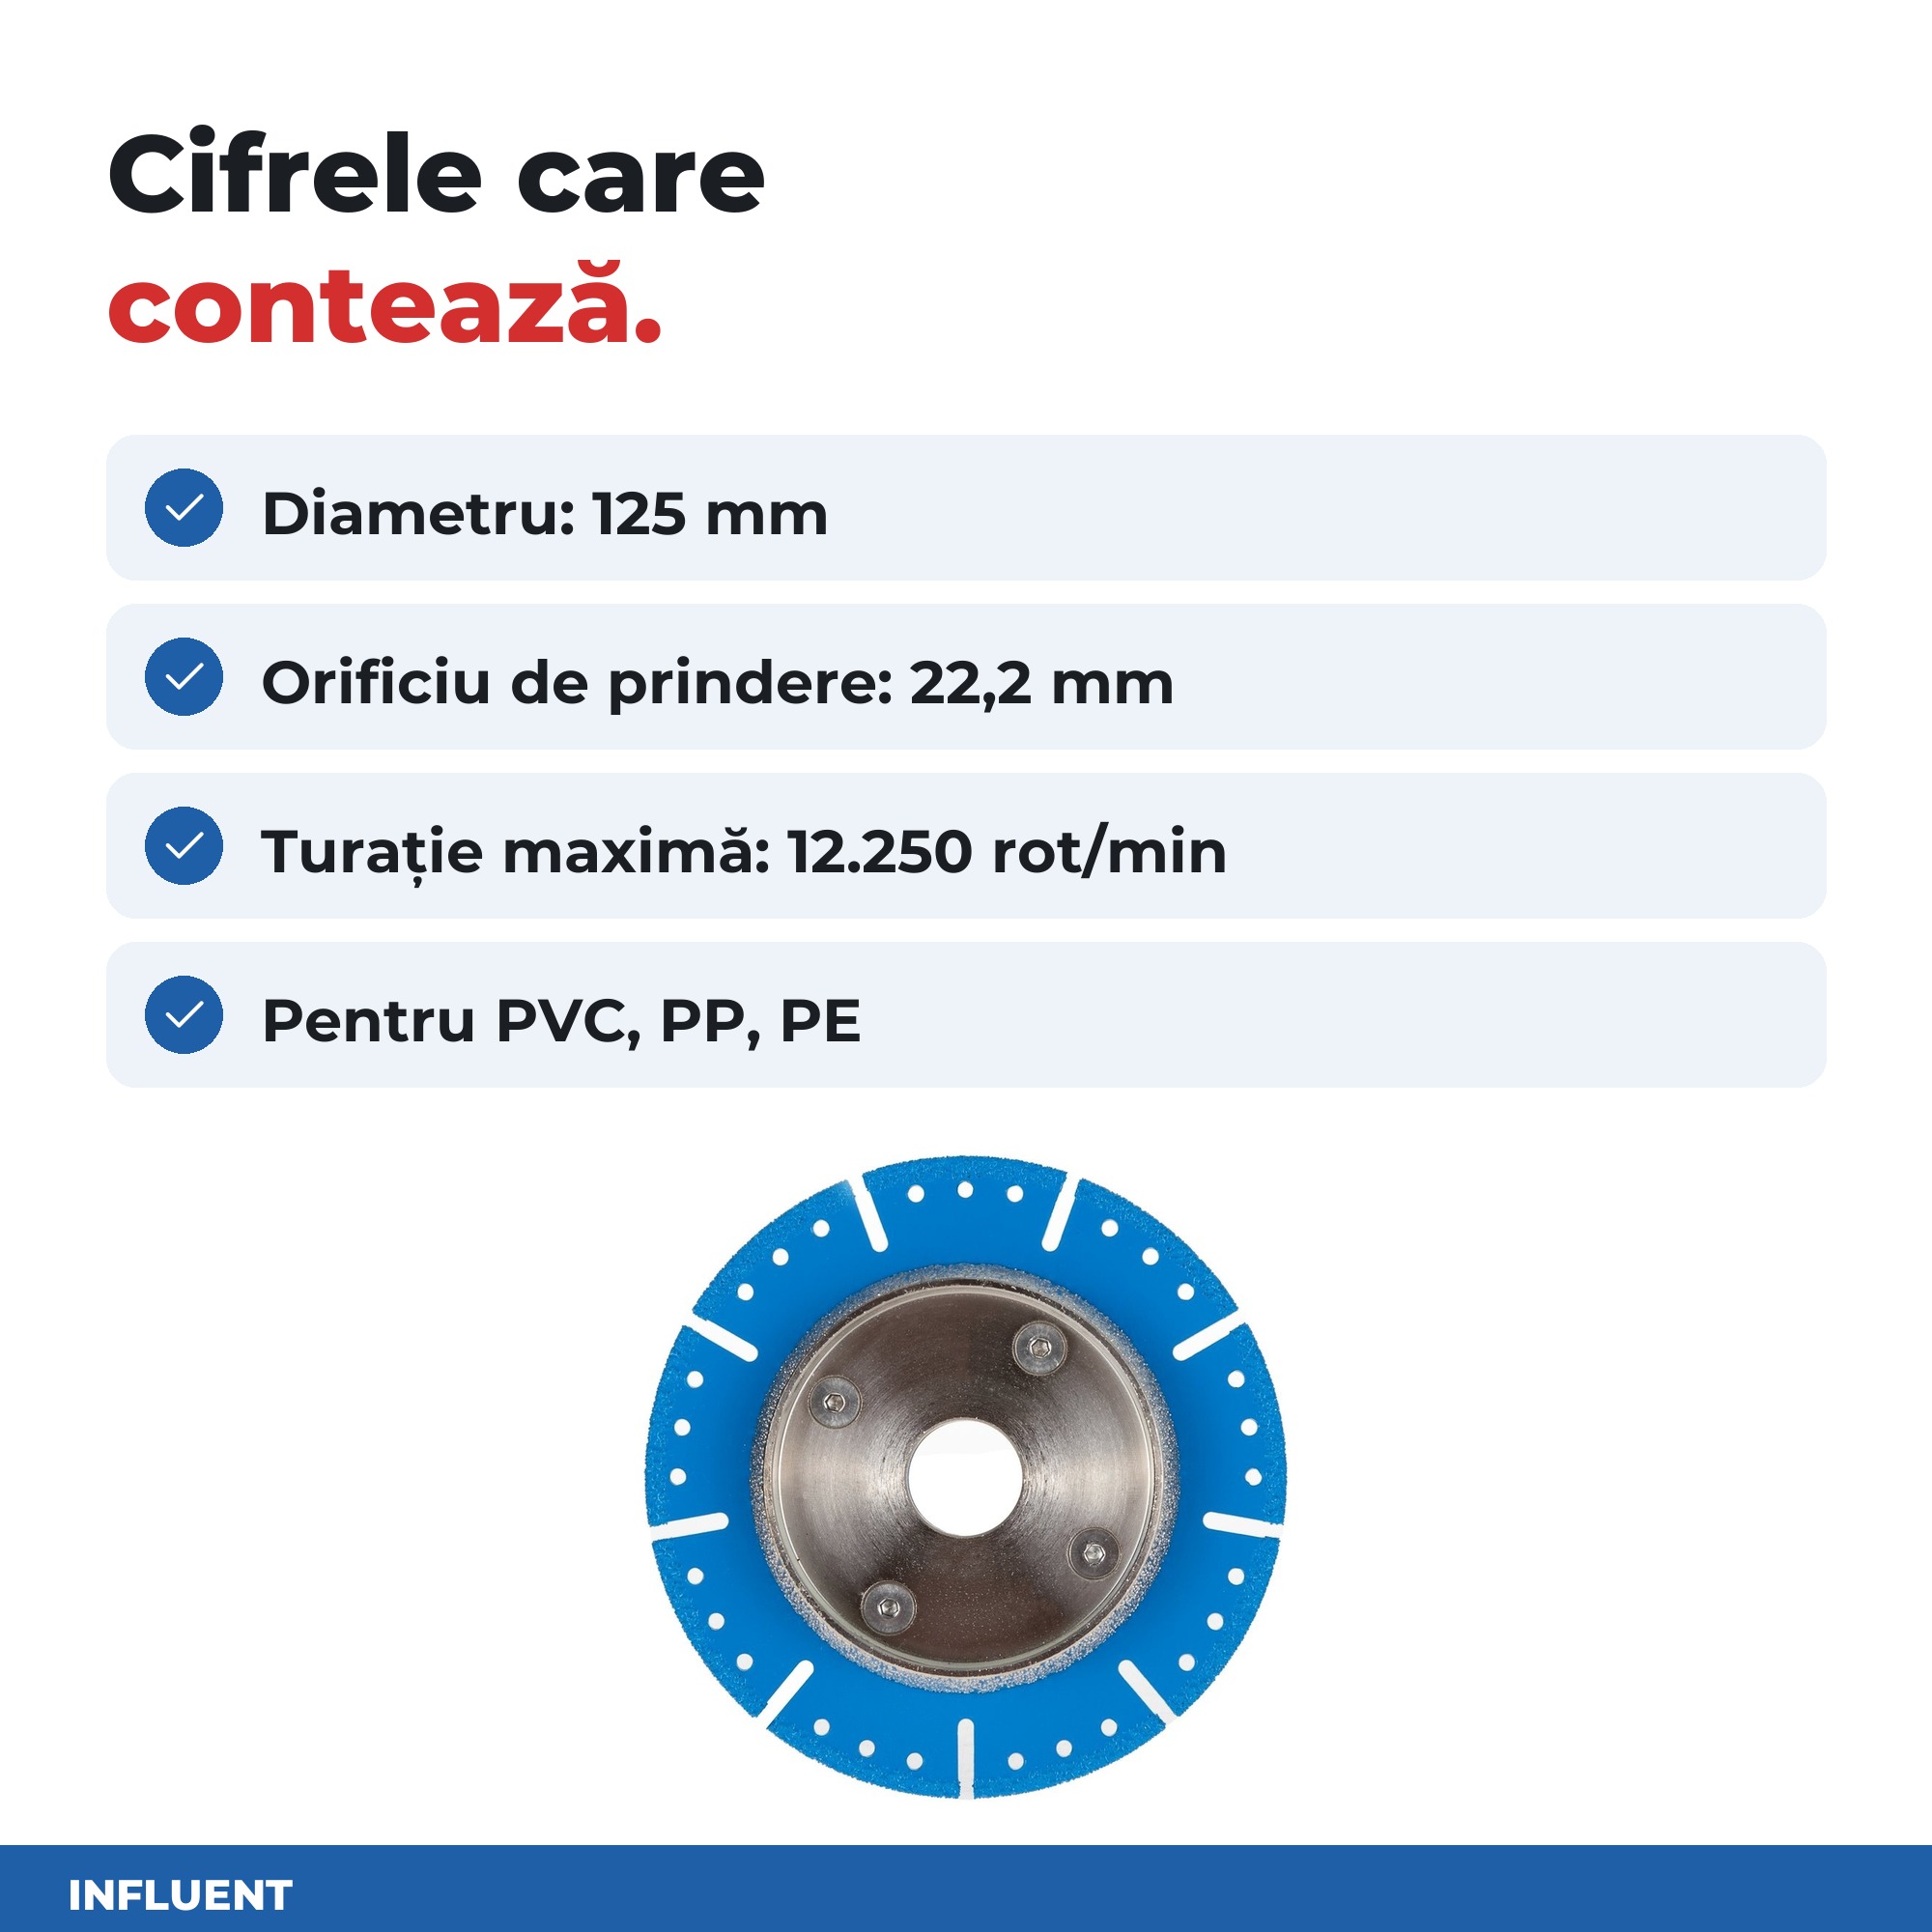 Cifrele care
contează.
Diametru: 125 mm
Orificiu de prindere: 22,2 mm
Turație maximă: 12.250 rot/min
Pentru PVC, PP, PE
INFLUENT